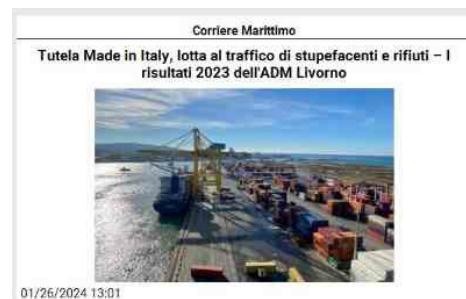 Corriere Marittimo
Tutela Made in Italy, lotta al traffico di stupefacenti e rifiuti – I
risultati 2023 dell'ADM Livorno
01/26/2024 13:01